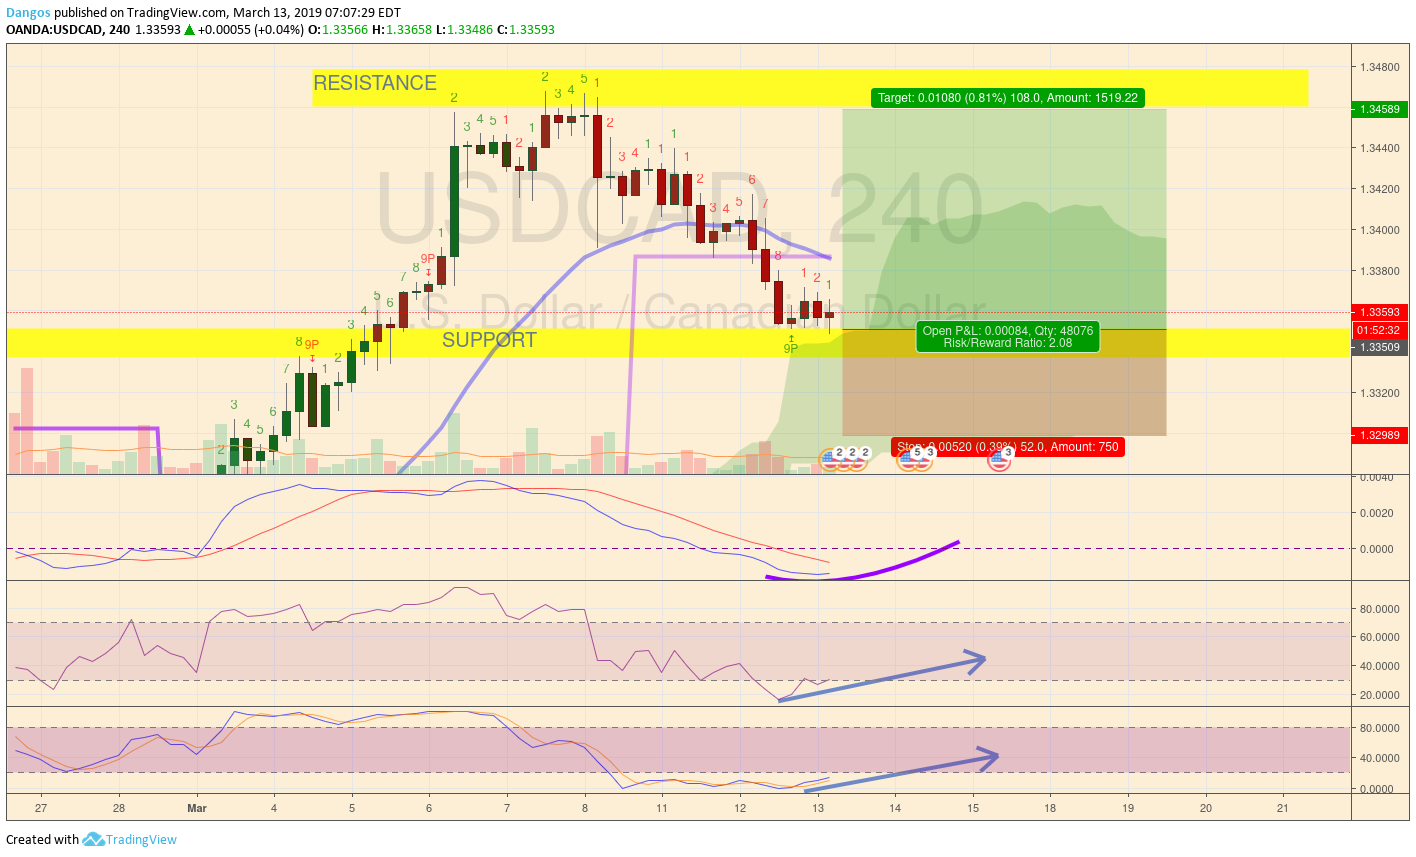 Dangos published on TradingView.com, March 13, 2019 07:07:29 EDT
OANDA:USDCAD, 240 1.33593 ▲ +0.00055 (+0.04%) O:1.33566 H:1.33658 L:1.33486 C:1.33593
USDCAD, 240
U.S. Dollar / Canadian Dollar
RESISTANCE
Target: 0.01080 (0.81%) 108.0, Amount: 1519.22
SUPPORT
Open P&L: 0.00084, Qty: 48076
Risk/Reward Ratio: 2.08
Stop: 0.00520 (0.39%) 52.0, Amount: 750
2 3 4 5 6 7 8 9P 1 2 3 4 5 6 7 8 9P 1 2 3 4 5 1 2 1 2 3 4 5 1 2 3 4 1 1 1 1 2 3 4 5 6 7 8 9P 1 2 1
2 2 2 5 3 3
1.34800
1.34589
1.34400
1.34200
1.34000
1.33800
1.33593
01:52:32
1.33509
1.33200
1.32989
0.0040
0.0020
0.0000
80.0000
60.0000
40.0000
20.0000
80.0000
40.0000
0.0000
27 28 Mar 4 5 6 7 8 11 12 13 14 15 18 19 20 21
Created with TradingView